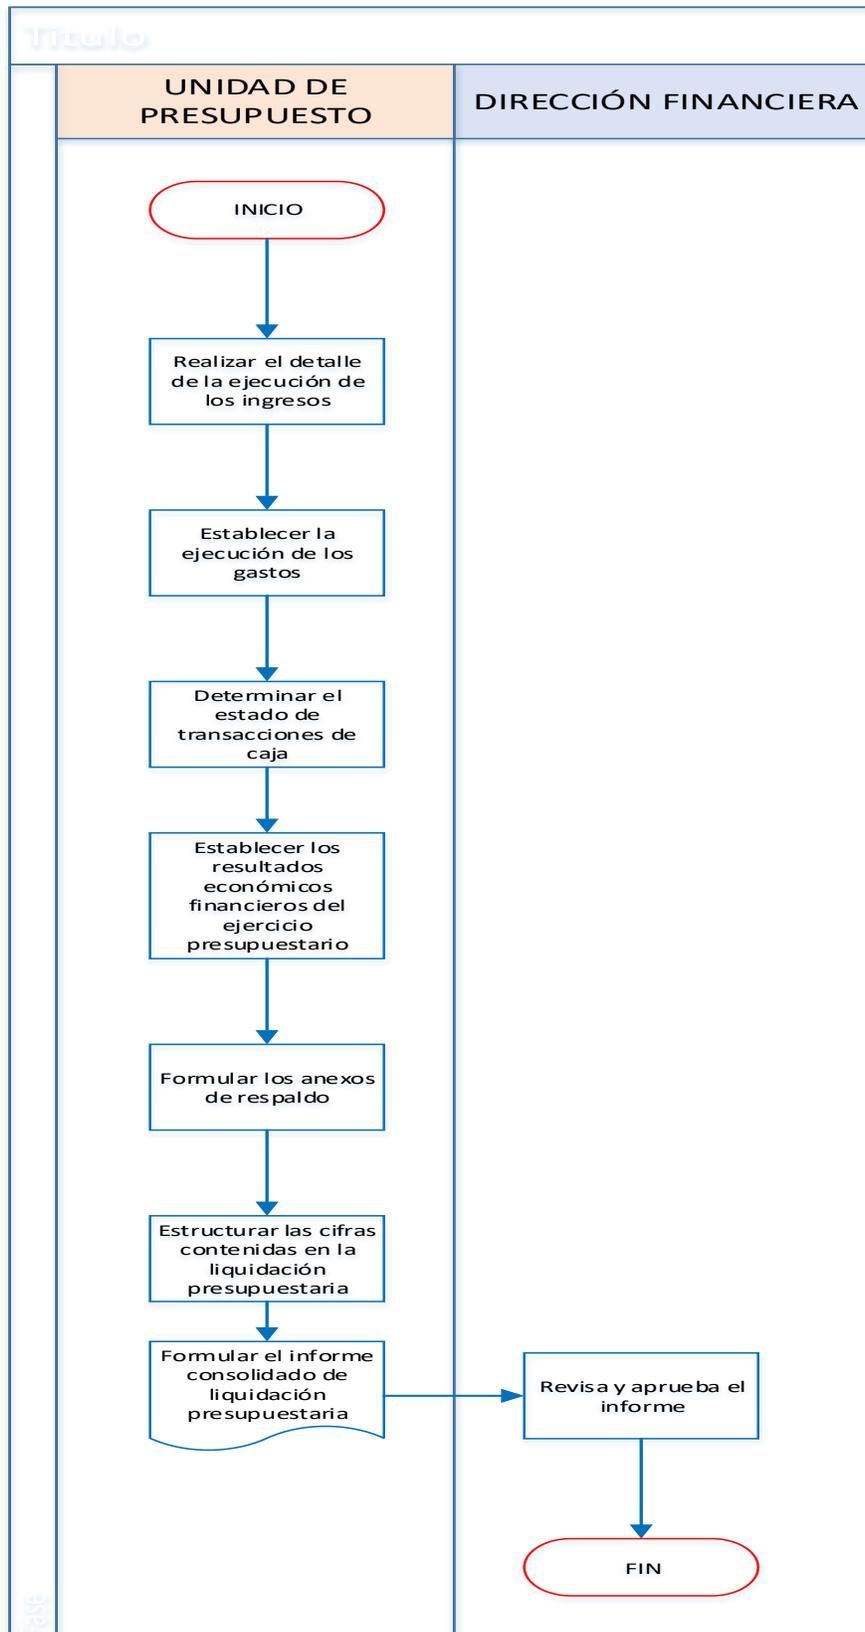 Título
UNIDAD DE
PRESUPUESTO
DIRECCIÓN FINANCIERA
INICIO
Realizar el detalle
de la ejecución de
los ingresos
Establecer la
ejecución de los
gastos
Determinar el
estado de
transacciones de
caja
Establecer los
resultados
económicos
financieros del
ejercicio
presupuestario
Formular los anexos
de respaldo
Estructurar las cifras
contenidas en la
liquidación
presupuestaria
Formular el informe
consolidado de
liquidación
presupuestaria
Revisa y aprueba el
informe
FIN